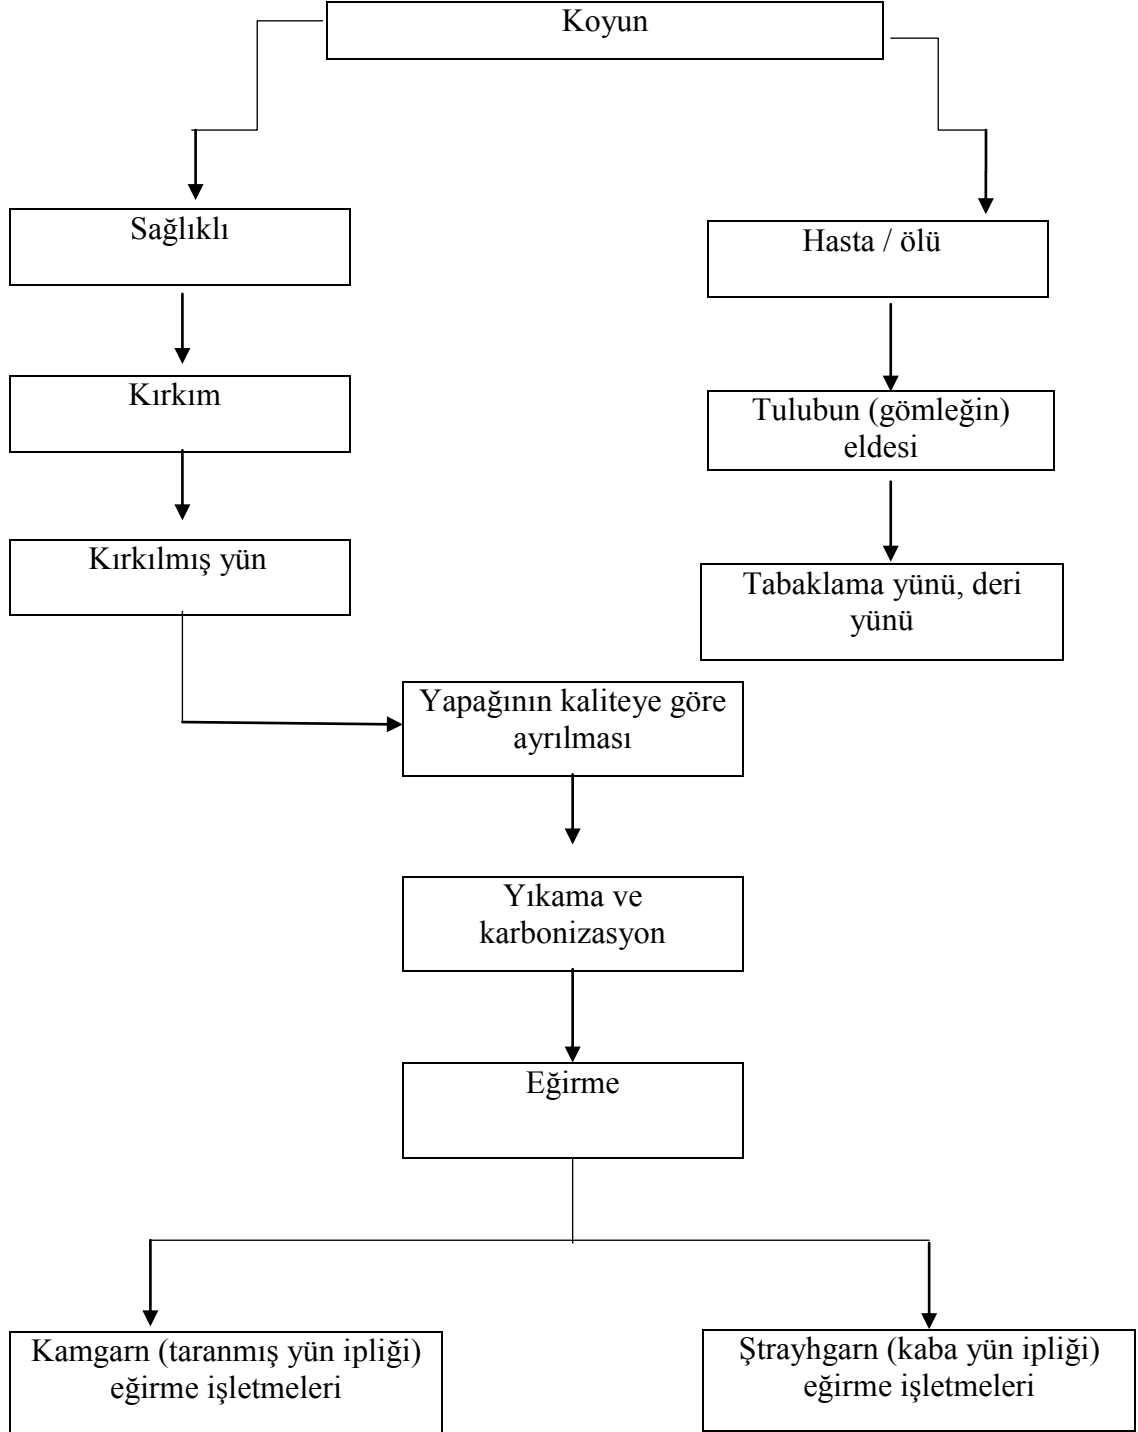 Koyun
Sağlıklı
Hasta / ölü
Kırkım
Tulubun (gömleğin)
eldesi
Kırkılmış yün
Tabaklama yünü, deri
yünü
Yapağının kaliteye göre
ayrılması
Yıkama ve
karbonizasyon
Eğirme
Kamgarn (taranmış yün ipliği)
eğirme işletmeleri
Ştrayhgarn (kaba yün ipliği)
eğirme işletmeleri